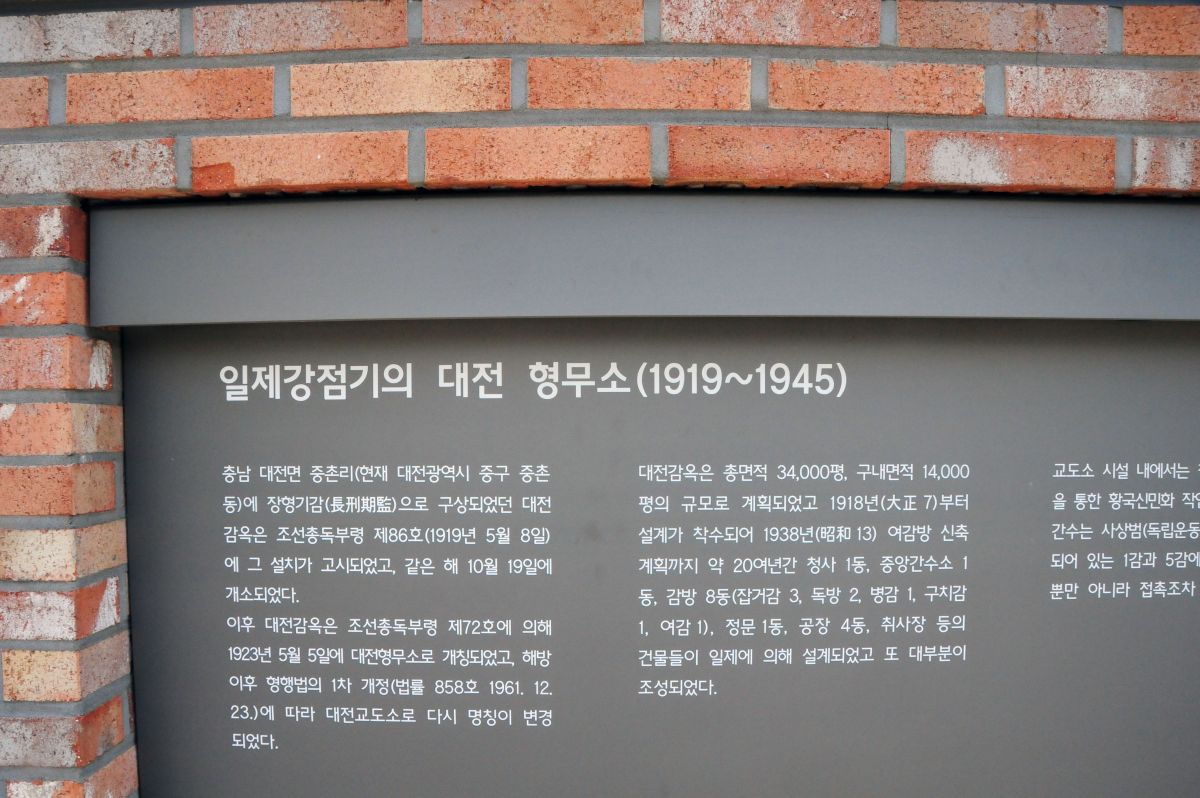 일제강점기의 대전 형무소(1919~1945)
충남 대전면 중촌리(현재 대전광역시 중구 중촌
동)에 장형기감(長刑期監)으로 구상되었던 대전
감옥은 조선총독부령 제86호(1919년 5월 8일)
에 그 설치가 고시되었고, 같은 해 10월 19일에
개소되었다.
이후 대전감옥은 조선총독부령 제72호에 의해
1923년 5월 5일에 대전형무소로 개칭되었고, 해방
이후 형행법의 1차 개정(법률 858호 1961. 12.
23.)에 따라 대전교도소로 다시 명칭이 변경
되었다.
대전감옥은 총면적 34,000평, 구내면적 14,000
평의 규모로 계획되었고 1918년(大正 7)부터
설계가 착수되어 1938년(昭和 13) 여감방 신축
계획까지 약 20여년간 청사 1동, 중앙간수소 1
동, 감방 8동(잡거감 3, 독방 2, 병감 1, 구치감
1, 여감 1), 정문 1동, 공장 4동, 취사장 등의
건물들이 일제에 의해 설계되었고 또 대부분이
조성되었다.
교도소 시설 내에서는
을 통한 황국신민화
간수는 사상범(독립운동
되어 있는 1감과 5감에
뿐만 아니라 접촉조차